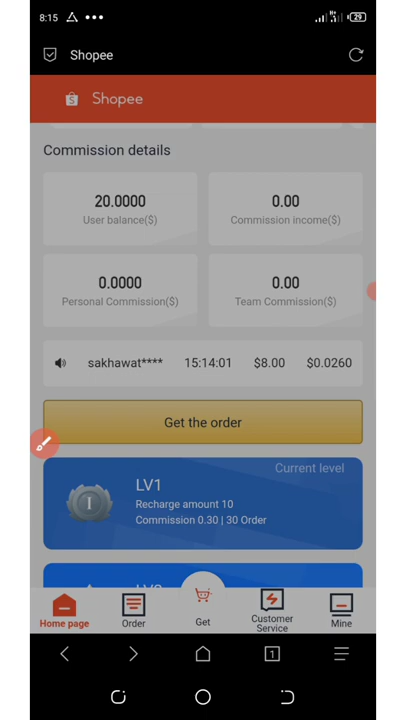 8:15
29
Shopee
Shopee
Commission details
20.0000
User balance($)
0.00
Commission income($)
0.0000
Personal Commission($)
0.00
Team Commission($)
sakhawat**** 15:14:01 $8.00 $0.0260
Get the order
Current level
LV1
Recharge amount 10
Commission 0.30 | 30 Order
Home page
Order
Get
Customer
Service
Mine
1